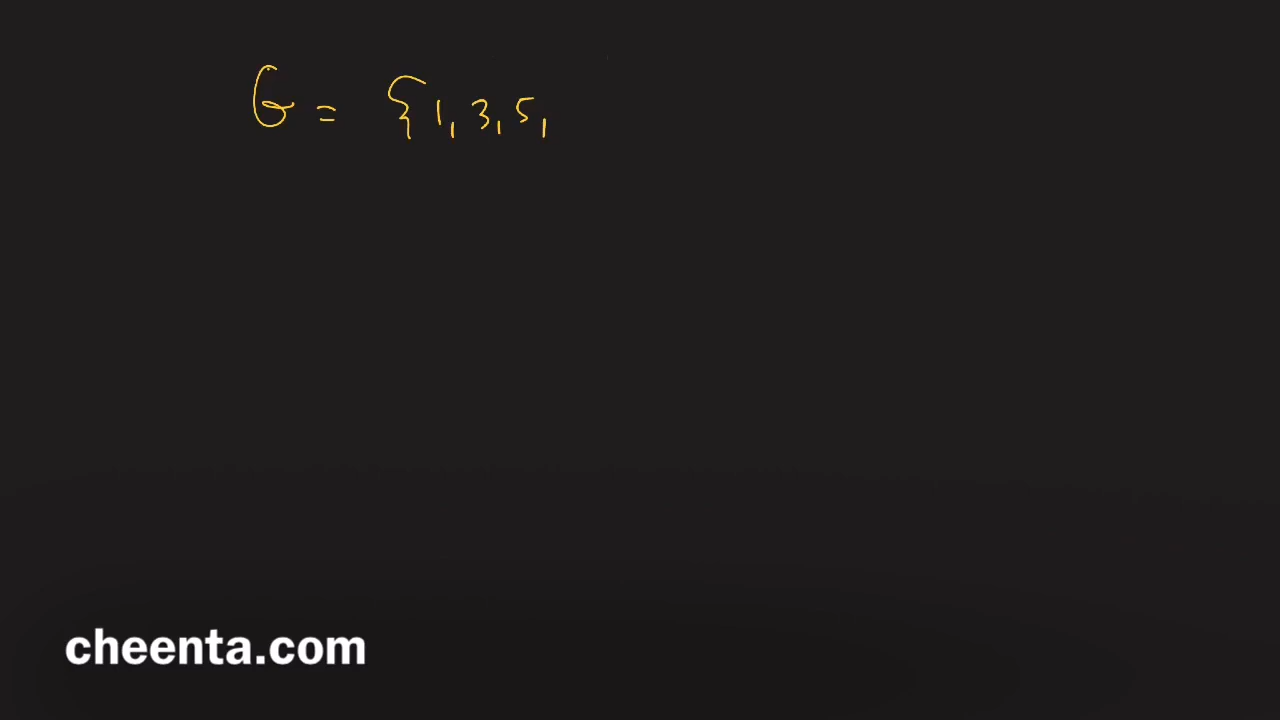 G = {1, 3, 5,
cheenta.com